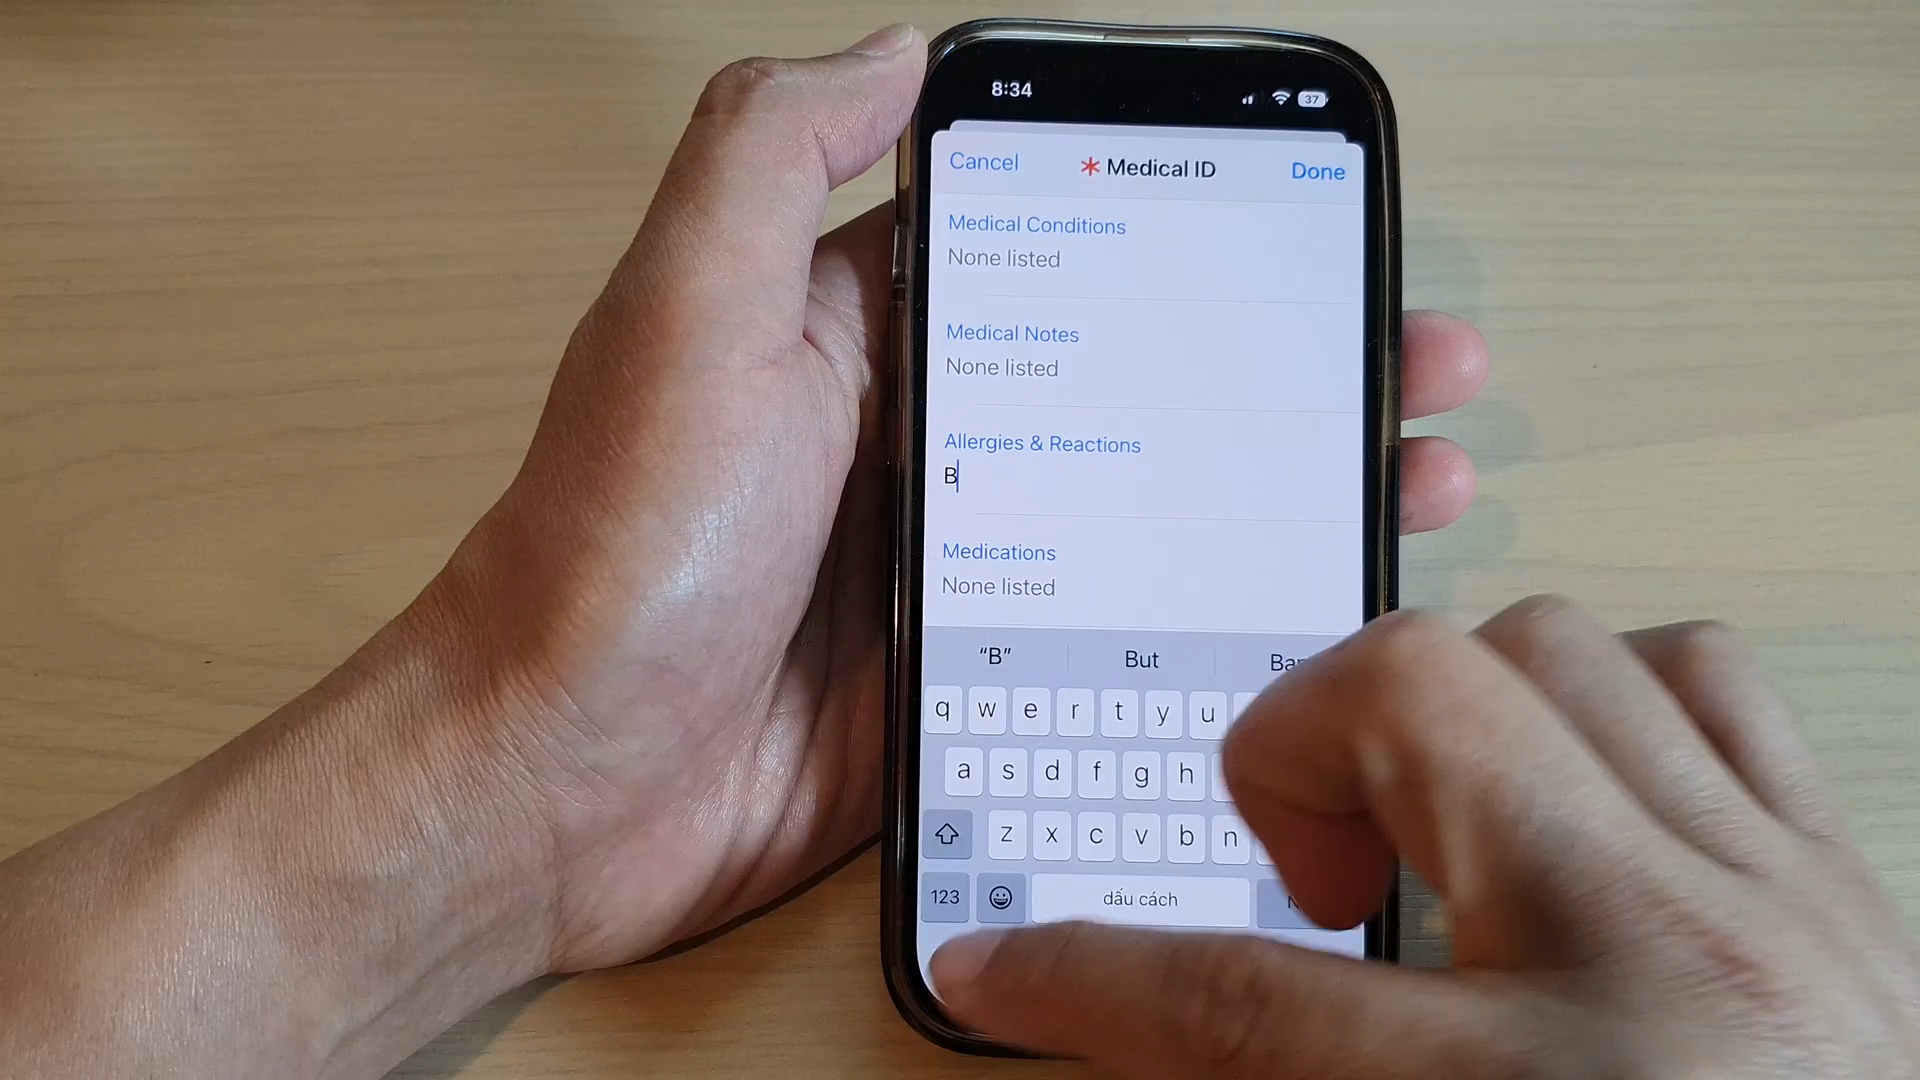 8:34
37
Cancel
Medical ID
Done
Medical Conditions
None listed
Medical Notes
None listed
Allergies & Reactions
B
Medications
None listed
"B" But
q w e r t y u
a s d f g h
z x c v b n
123 dấu cách